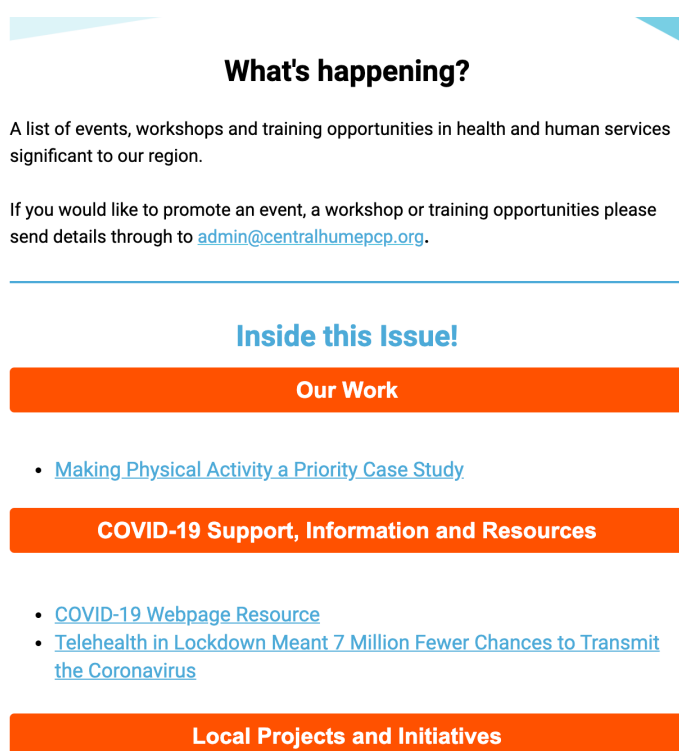 What's happening?
A list of events, workshops and training opportunities in health and human services
significant to our region.
If you would like to promote an event, a workshop or training opportunities please
send details through to admin@centralhumepcp.org.
Inside this Issue!
Our Work
• Making Physical Activity a Priority Case Study
COVID-19 Support, Information and Resources
• COVID-19 Webpage Resource
• Telehealth in Lockdown Meant 7 Million Fewer Chances to Transmit
the Coronavirus
Local Projects and Initiatives